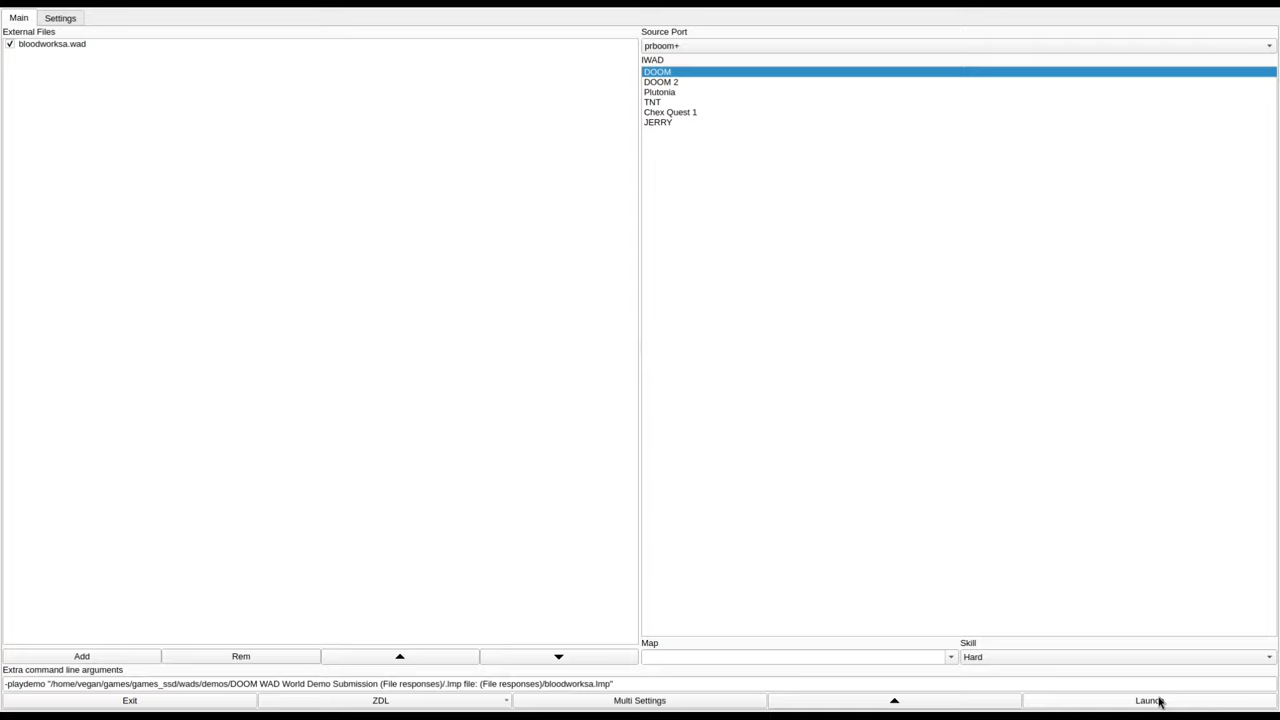 Main Settings
External Files
bloodworksa.wad
Source Port
prboom+
IWAD
DOOM
DOOM 2
Plutonia
TNT
Chex Quest 1
JERRY
Map Skill
Hard
Add Rem
Extra command line arguments
-playdemo "/home/vegan/games/games_ssd/wads/demos/DOOM WAD World Demo Submission (File responses)/.lmp file: (File responses)/bloodworksa.lmp"
Exit ZDL Multi Settings Launch